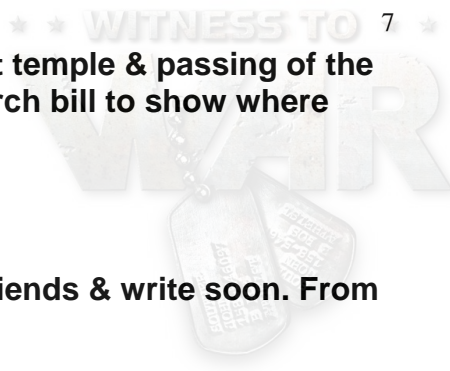 WITNESS TO 7
t temple & passing of the
rch bill to show where
WAR
iends & write soon. From